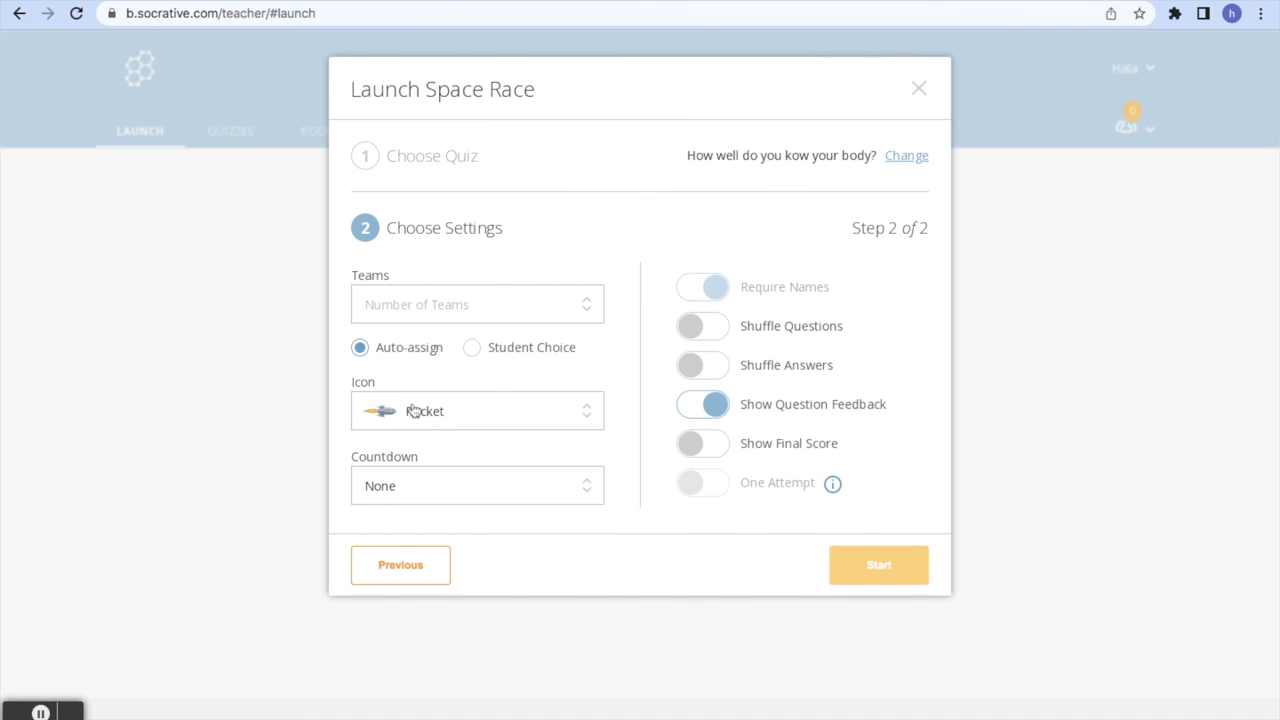 b.socrative.com/teacher/#launch
h
Launch Space Race
Hala
0
LAUNCH
QUIZZES
ROO
1 Choose Quiz
How well do you kow your body? Change
2 Choose Settings
Step 2 of 2
Teams
Number of Teams
Auto-assign
Student Choice
Icon
Rocket
Countdown
None
Require Names
Shuffle Questions
Shuffle Answers
Show Question Feedback
Show Final Score
One Attempt i
Previous
Start